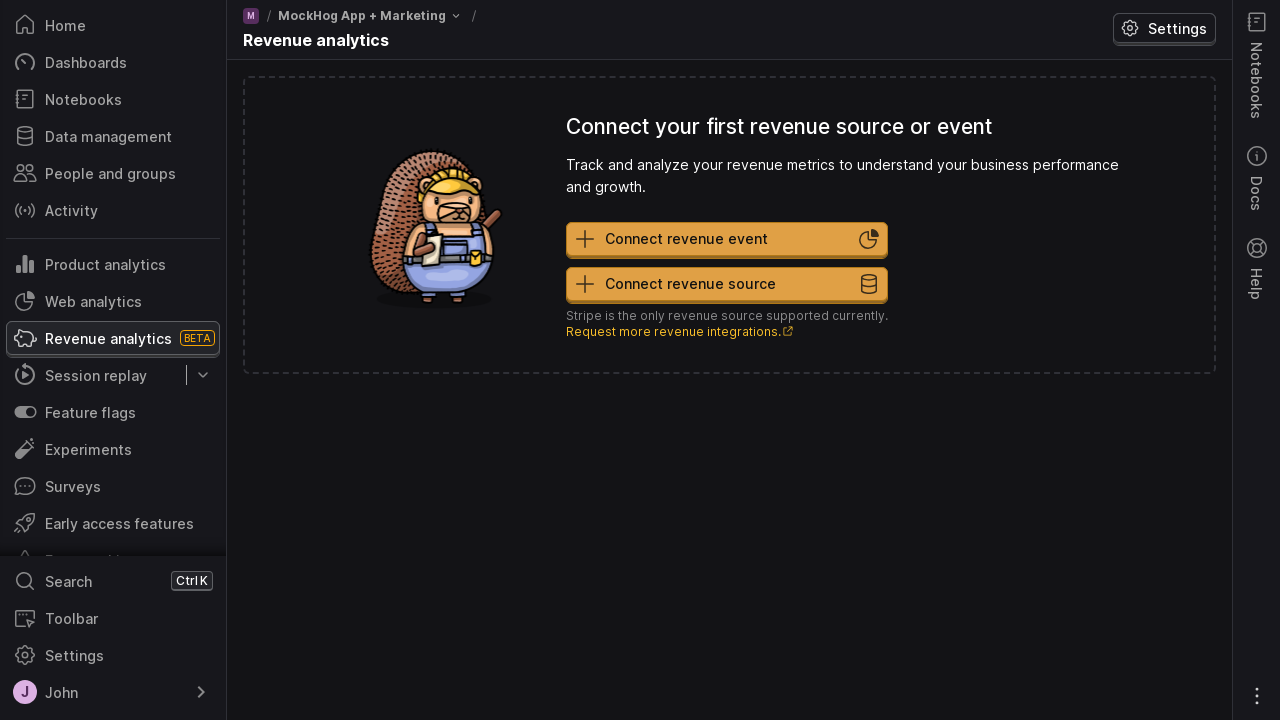 Home
Dashboards
Notebooks
Data management
People and groups
Activity
Product analytics
Web analytics
Revenue analytics BETA
Session replay
Feature flags
Experiments
Surveys
Early access features
Search Ctrl K
Toolbar
Settings
J John
M / MockHog App + Marketing /
Revenue analytics
Settings
Connect your first revenue source or event
Track and analyze your revenue metrics to understand your business performance
and growth.
Connect revenue event
Connect revenue source
Stripe is the only revenue source supported currently.
Request more revenue integrations.
Notebooks
Docs
Help